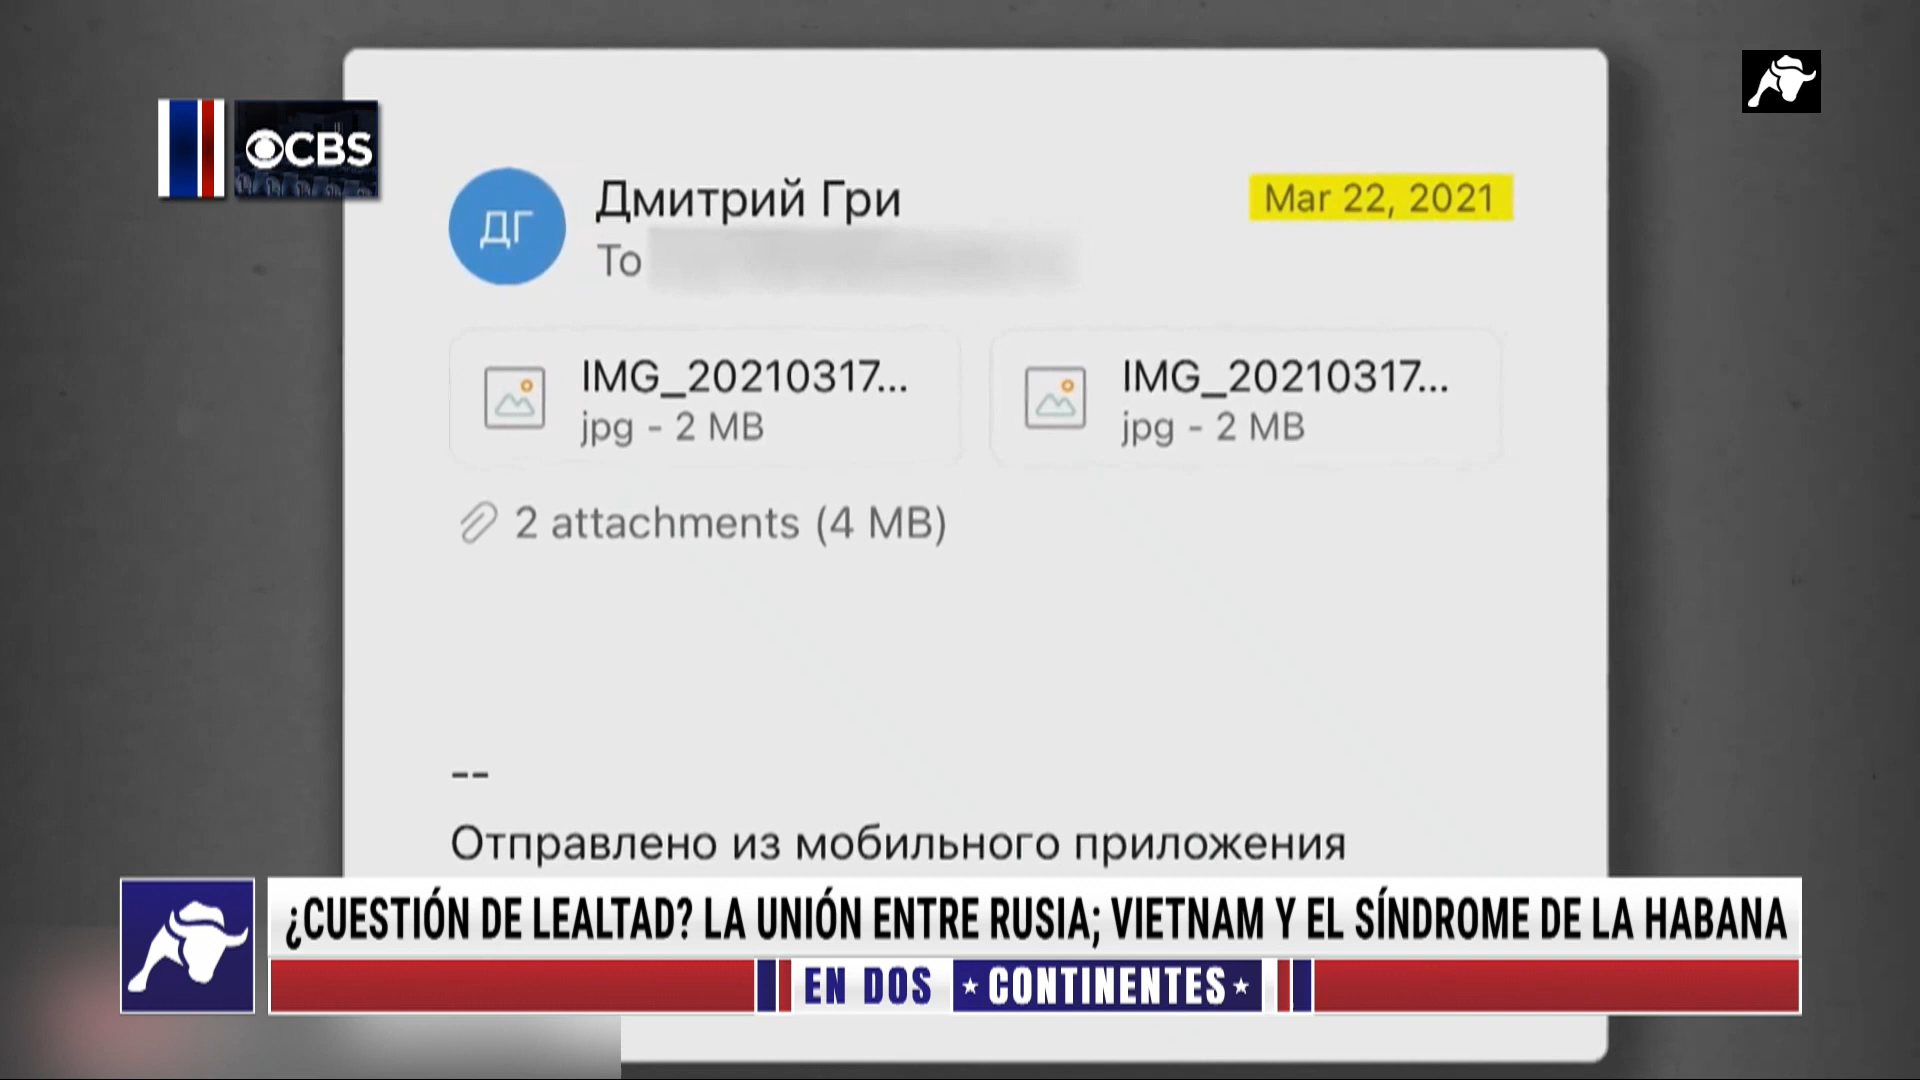 CBS
ДГ
Дмитрий Гри
Mar 22, 2021
To
IMG_20210317...
jpg - 2 MB
IMG_20210317...
jpg - 2 MB
2 attachments (4 MB)
--
Отправлено из мобильного приложения
¿CUESTIÓN DE LEALTAD? LA UNIÓN ENTRE RUSIA; VIETNAM Y EL SÍNDROME DE LA HABANA
EN DOS ★ CONTINENTES ★